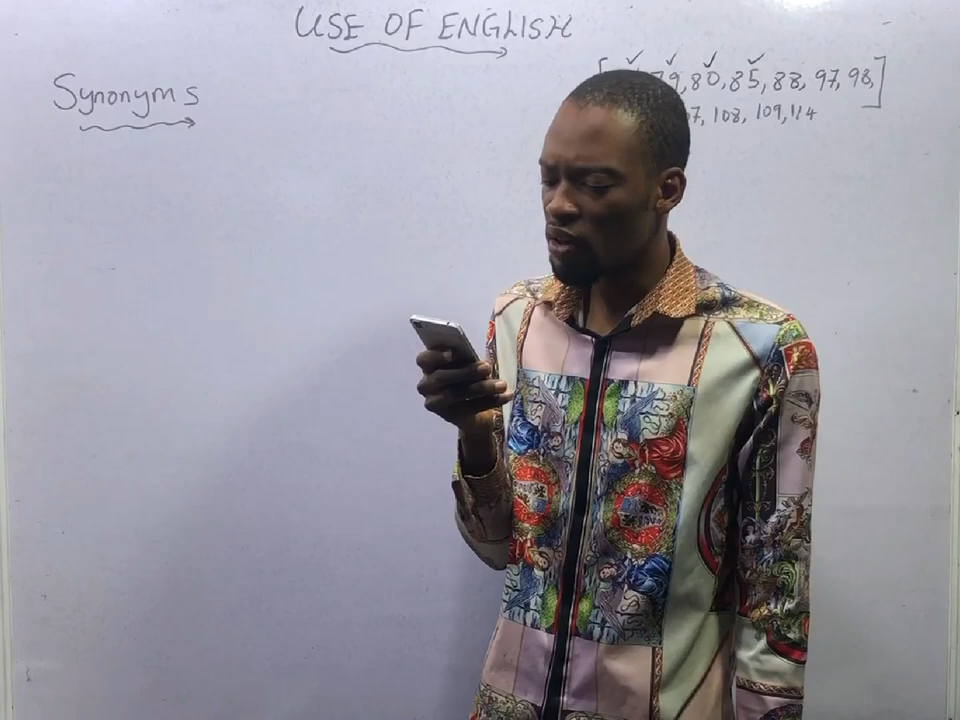 USE OF ENGLISH
Synonyms
[ 79, 80, 85, 88, 97, 98, ]
108, 109, 114